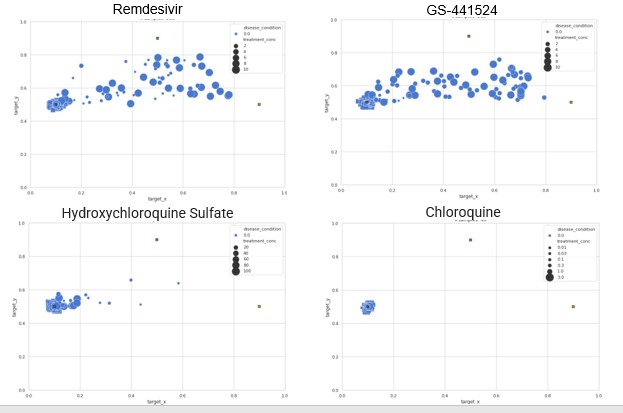 Remdesivir
GS-441524
disease_condition
0.0
treatment_conc
2
4
6
8
10
disease_condition
0.0
treatment_conc
2
4
6
8
10
1.0
0.8
0.6
0.4
0.2
0.0
target_y
0.0 0.2 0.4 0.6 0.8 1.0
target_x
1.0
0.8
0.6
0.4
0.2
0.0
target_y
0.0 0.2 0.4 0.6 0.8 1.0
target_x
Hydroxychloroquine Sulfate
Chloroquine
disease_condition
0.0
treatment_conc
20
40
60
80
100
disease_condition
0.0
treatment_conc
0.01
0.03
0.1
0.3
1.0
3.0
1.0
0.8
0.6
0.4
0.2
0.0
target_y
0.0 0.2 0.4 0.6 0.8 1.0
target_x
1.0
0.8
0.6
0.4
0.2
0.0
target_y
0.0 0.2 0.4 0.6 0.8 1.0
target_x